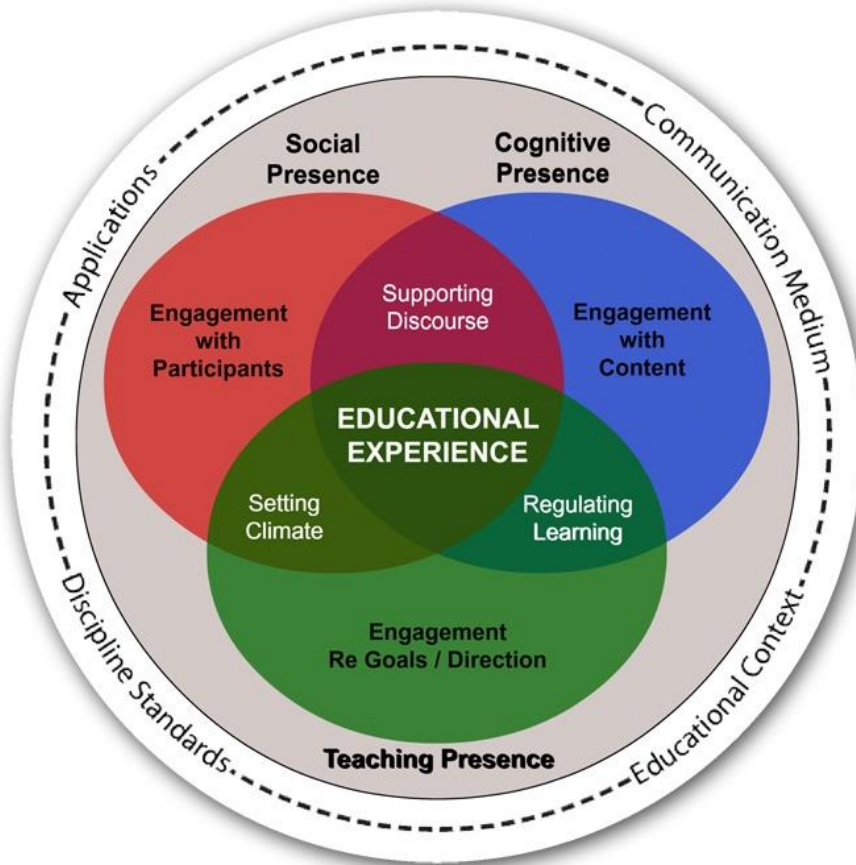 Social
Presence
Cognitive
Presence
Applications
Communication Medium
Engagement
with
Participants
Supporting
Discourse
Engagement
with
Content
EDUCATIONAL
EXPERIENCE
Setting
Climate
Regulating
Learning
Engagement
Re Goals / Direction
Teaching Presence
Discipline Standards
Educational Context